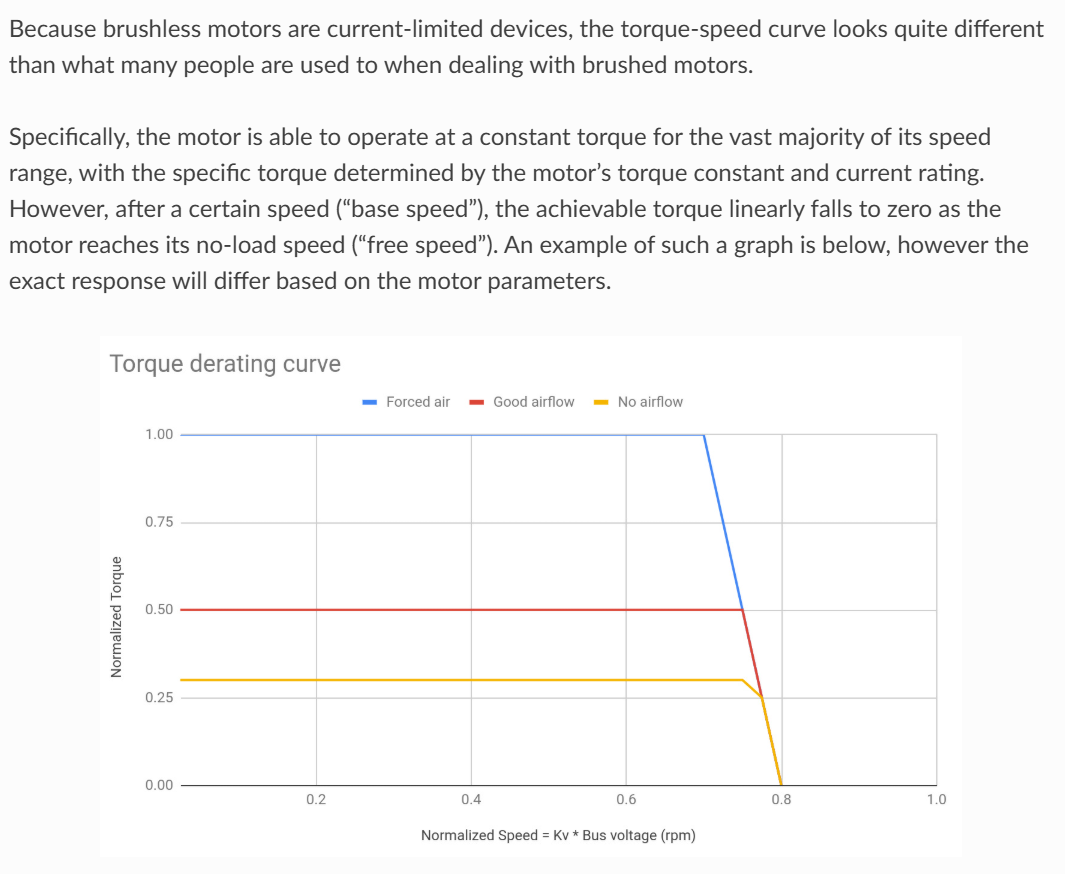 Because brushless motors are current-limited devices, the torque-speed curve looks quite different
than what many people are used to when dealing with brushed motors.
Specifically, the motor is able to operate at a constant torque for the vast majority of its speed
range, with the specific torque determined by the motor’s torque constant and current rating.
However, after a certain speed (“base speed”), the achievable torque linearly falls to zero as the
motor reaches its no-load speed (“free speed”). An example of such a graph is below, however the
exact response will differ based on the motor parameters.
Torque derating curve
Forced air Good airflow No airflow
1.00
0.75
0.50
0.25
0.00
Normalized Torque
0.2 0.4 0.6 0.8 1.0
Normalized Speed = Kv * Bus voltage (rpm)